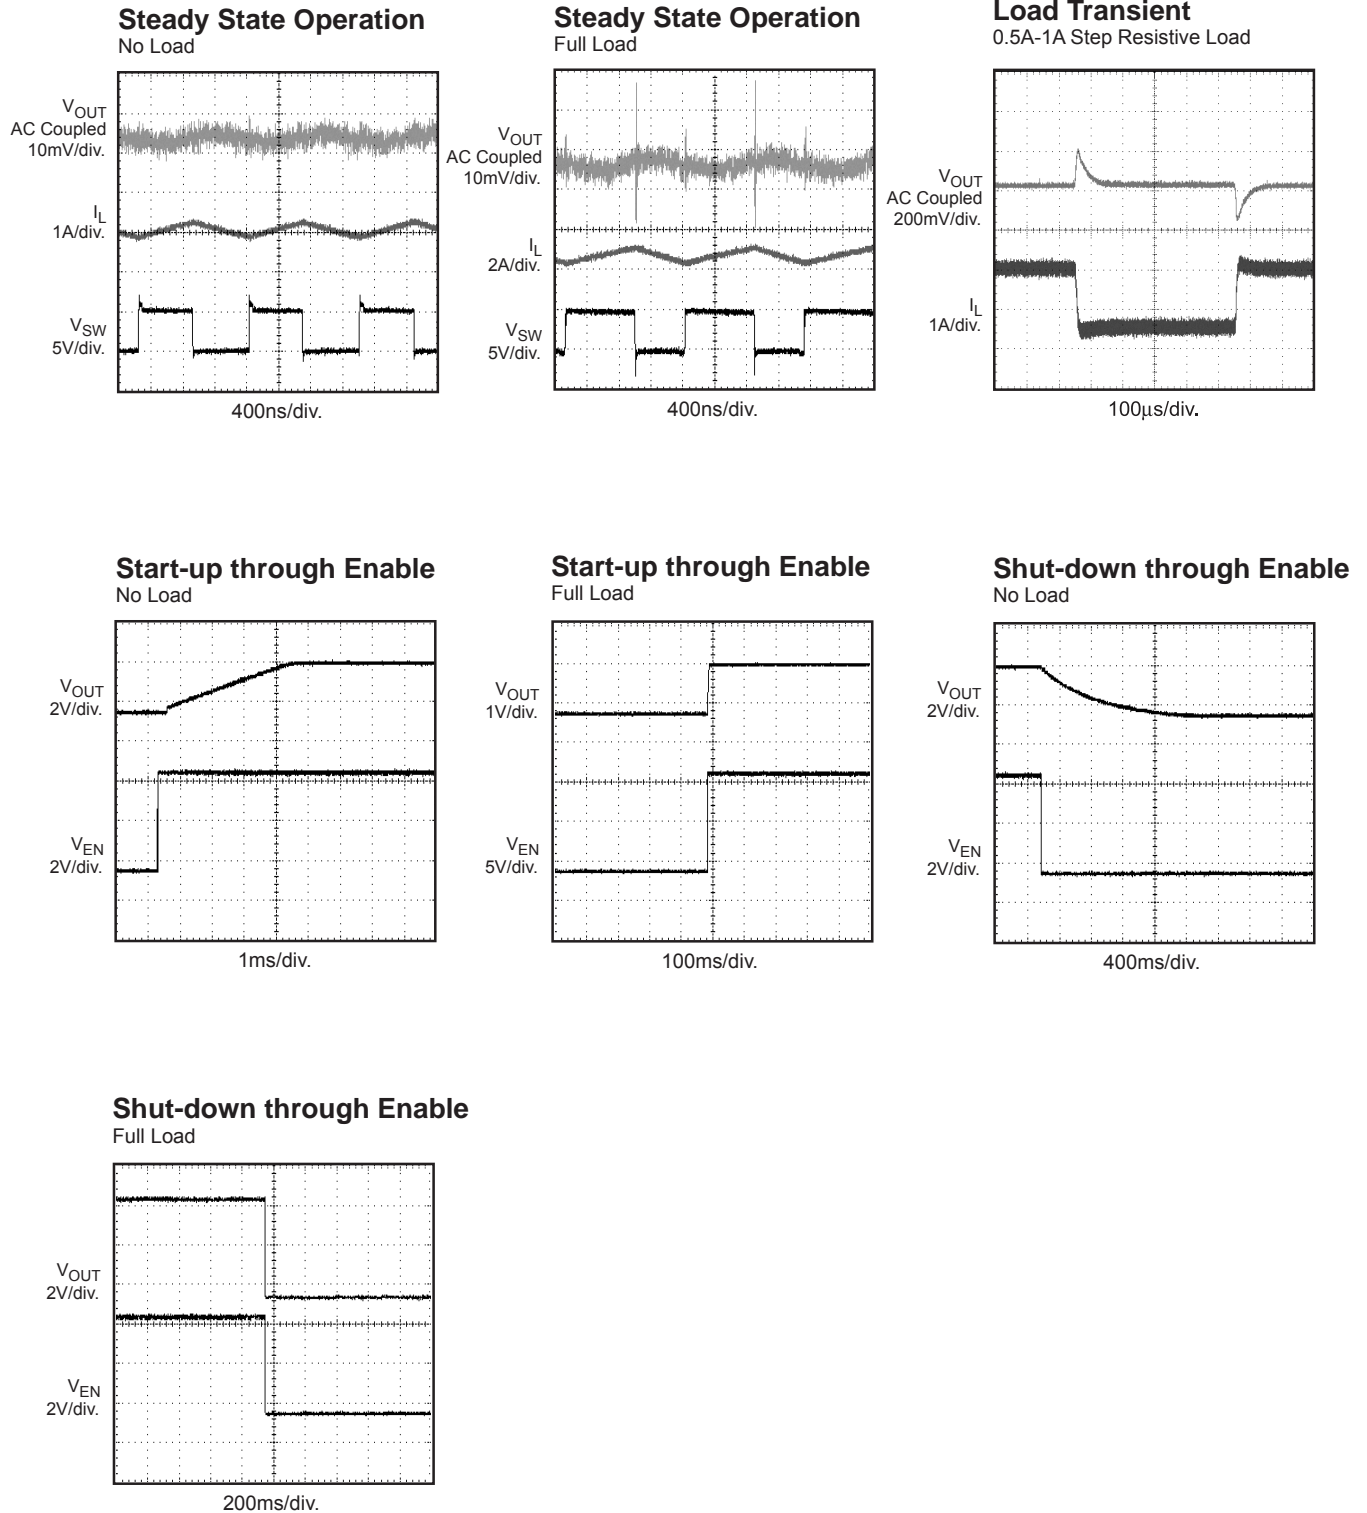 Steady State Operation
No Load
VOUT
AC Coupled
10mV/div.
IL
1A/div.
VSW
5V/div.
400ns/div.
Steady State Operation
Full Load
VOUT
AC Coupled
10mV/div.
IL
2A/div.
VSW
5V/div.
400ns/div.
Load Transient
0.5A-1A Step Resistive Load
VOUT
AC Coupled
200mV/div.
IL
1A/div.
100µs/div.
Start-up through Enable
No Load
VOUT
2V/div.
VEN
2V/div.
1ms/div.
Start-up through Enable
Full Load
VOUT
1V/div.
VEN
5V/div.
100ms/div.
Shut-down through Enable
No Load
VOUT
2V/div.
VEN
2V/div.
400ms/div.
Shut-down through Enable
Full Load
VOUT
2V/div.
VEN
2V/div.
200ms/div.